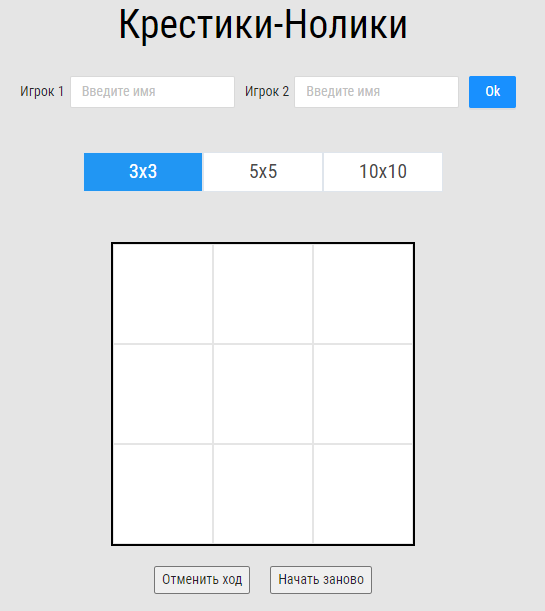 Крестики-Нолики
Игрок 1 Введите имя Игрок 2 Введите имя Ok
3x3 5x5 10x10
Отменить ход Начать заново